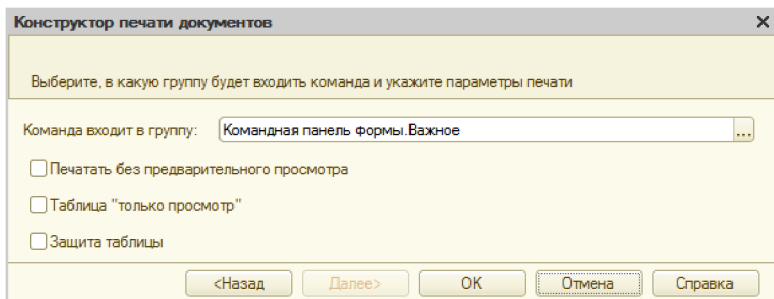 Конструктор печати документов
Выберите, в какую группу будет входить команда и укажите параметры печати
Команда входит в группу: Командная панель формы.Важное ...
Печатать без предварительного просмотра
Таблица "только просмотр"
Защита таблицы
<Назад Далее> OK Отмена Справка